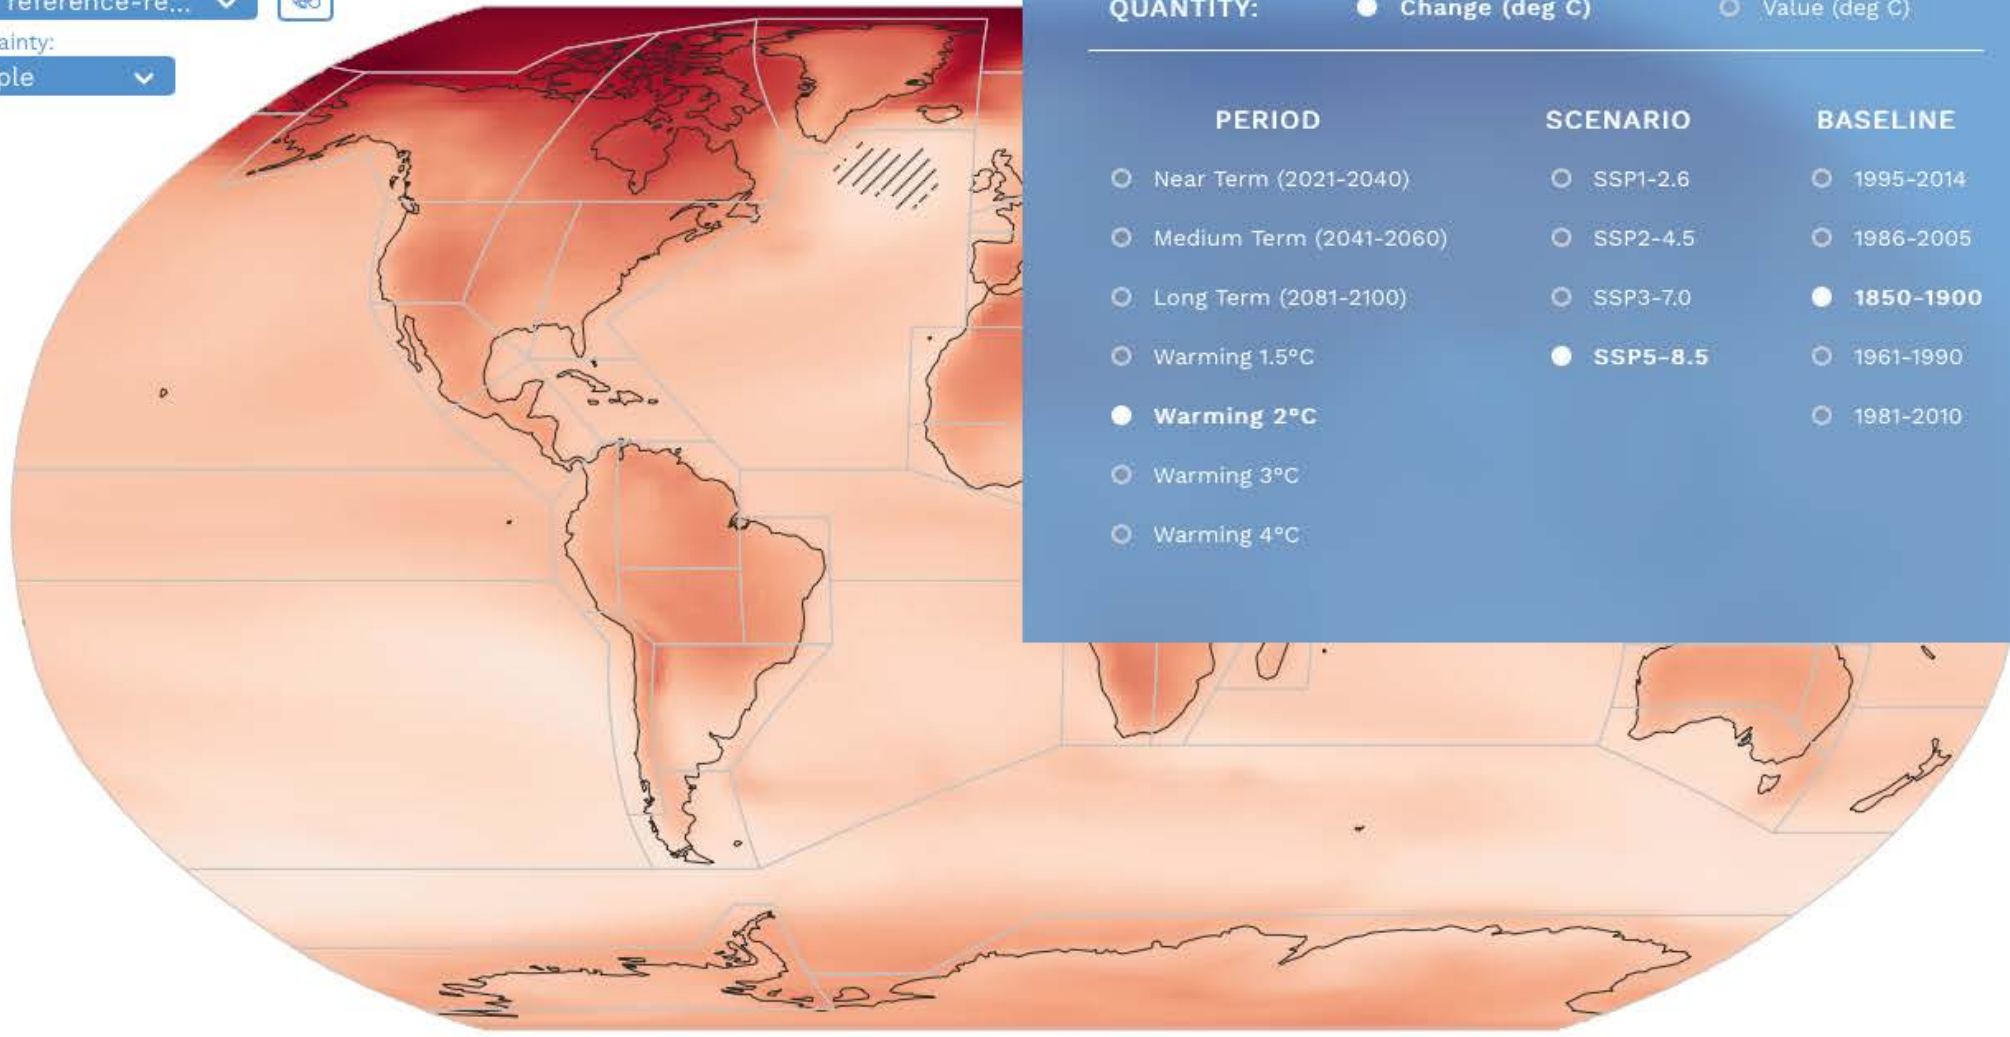 reference-re...
ainty:
ple
QUANTITY: Change (deg C) Value (deg C)
PERIOD SCENARIO BASELINE
Near Term (2021-2040) SSP1-2.6 1995-2014
Medium Term (2041-2060) SSP2-4.5 1986-2005
Long Term (2081-2100) SSP3-7.0 1850-1900
Warming 1.5°C SSP5-8.5 1961-1990
Warming 2°C 1981-2010
Warming 3°C
Warming 4°C